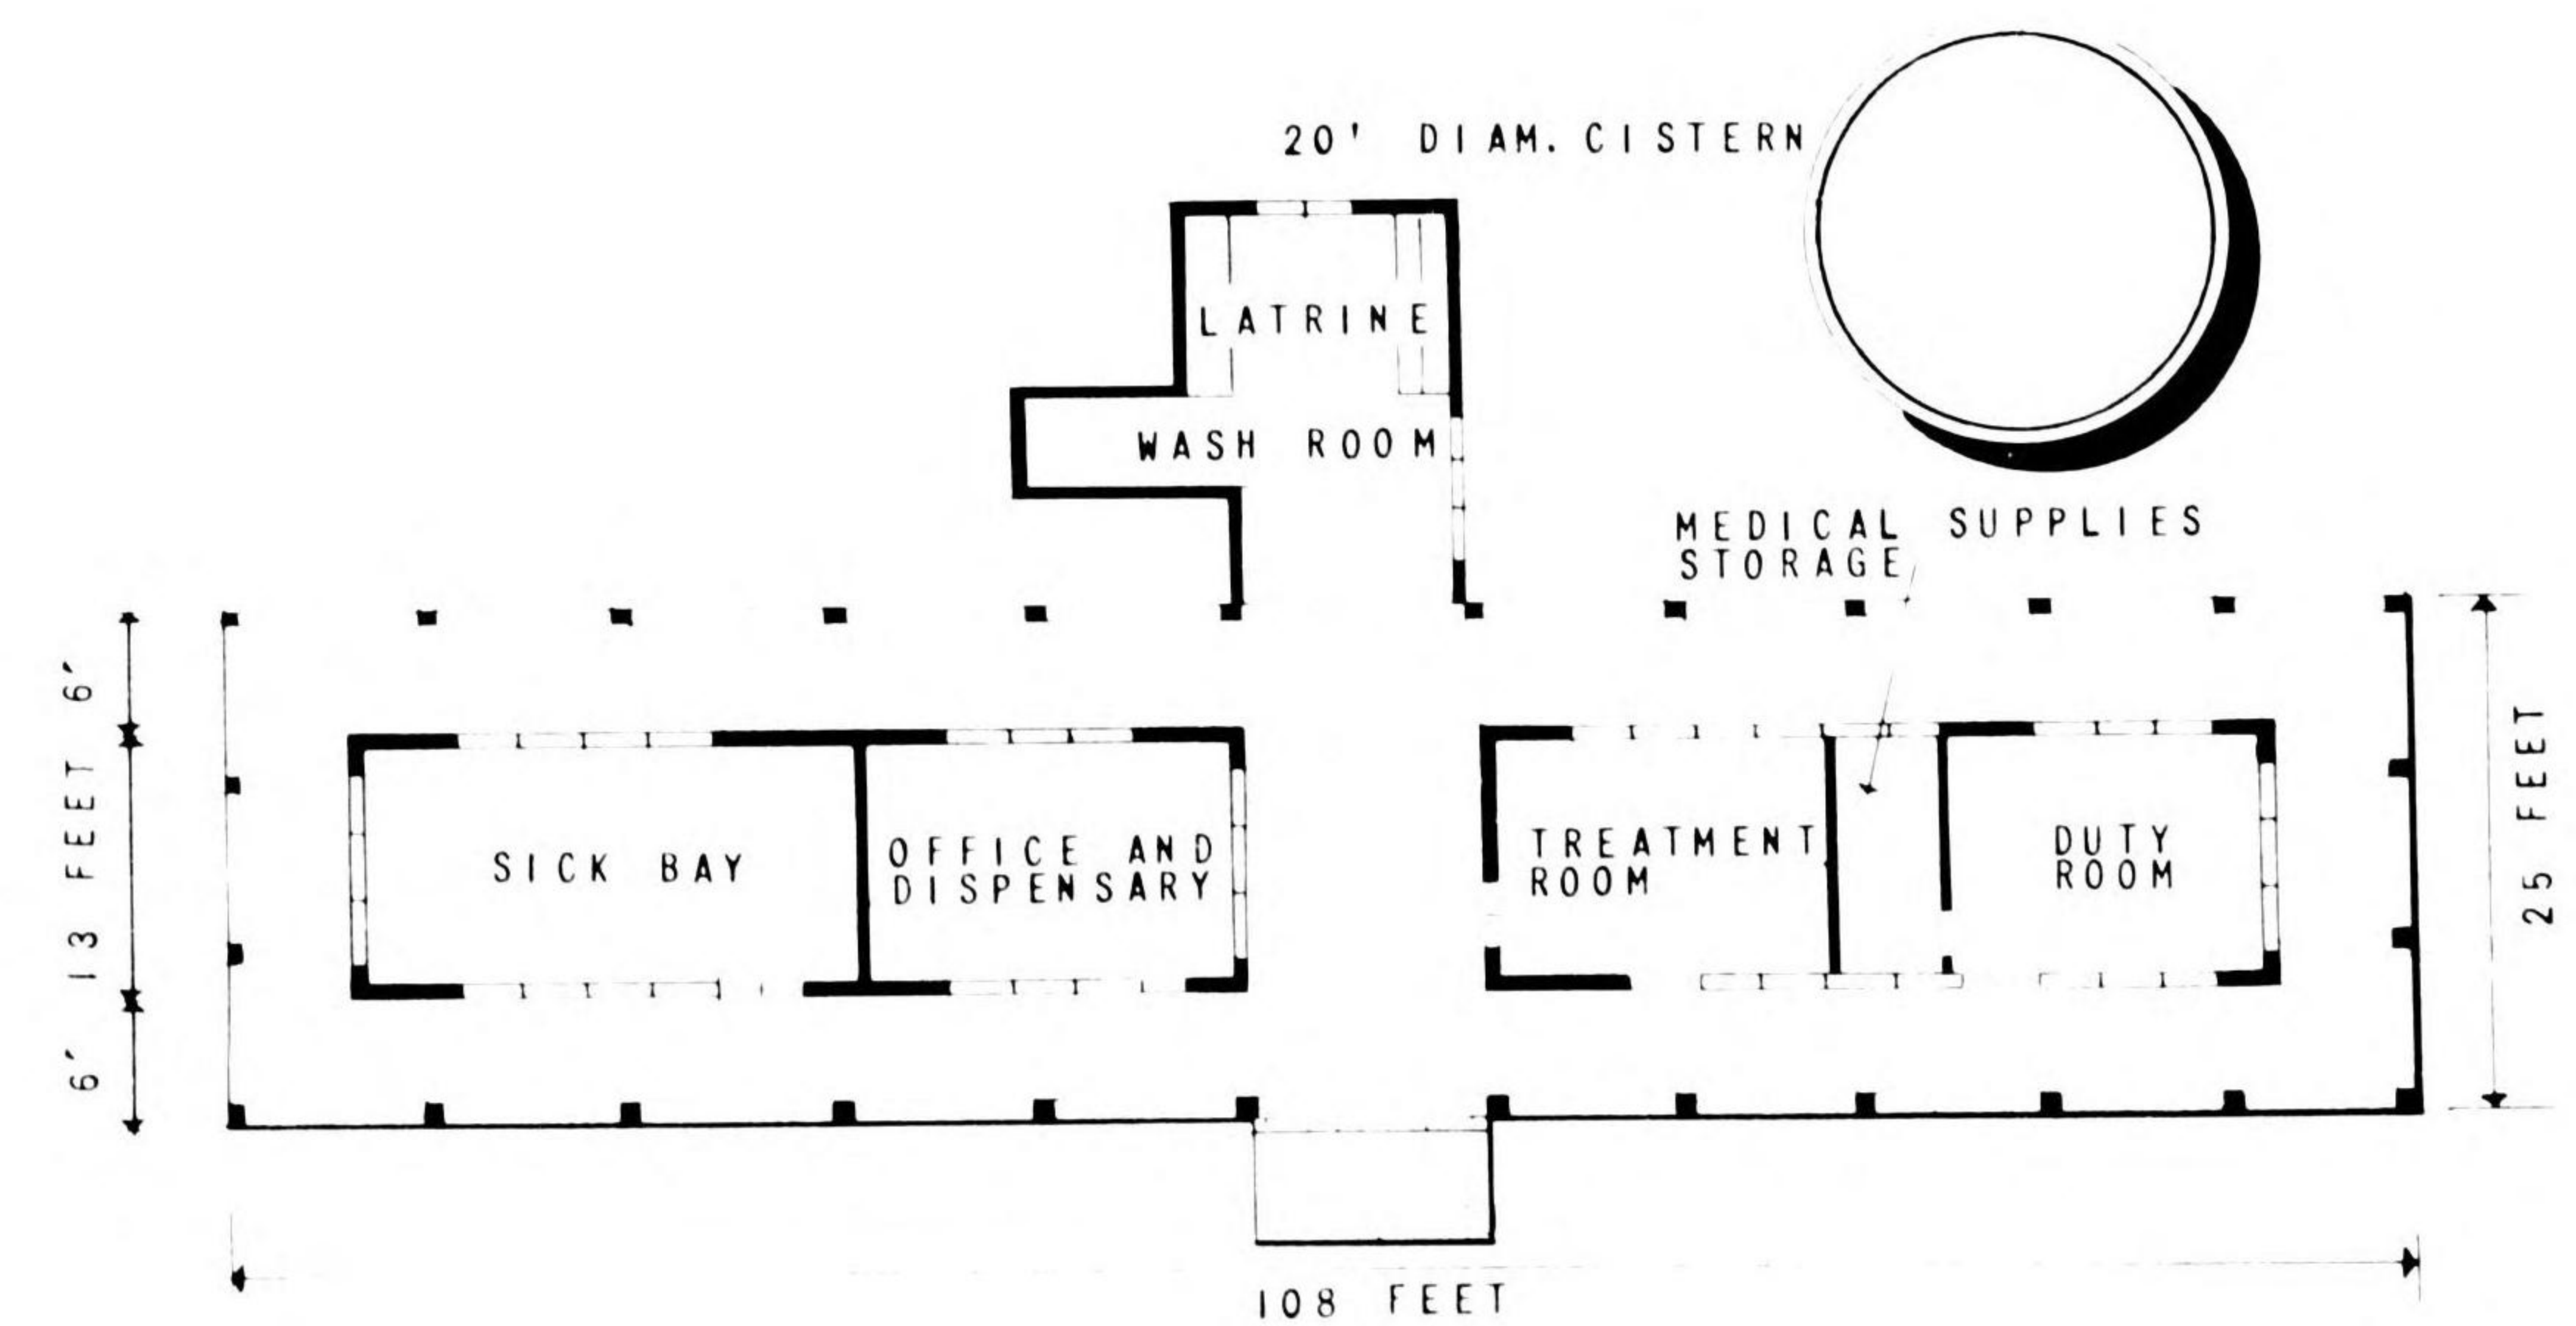 20' DIAM. CISTERN
LATRINE
WASH ROOM
MEDICAL SUPPLIES
STORAGE
6'
13 FEET
6'
25 FEET
SICK BAY
OFFICE AND
DISPENSARY
TREATMENT
ROOM
DUTY
ROOM
108 FEET